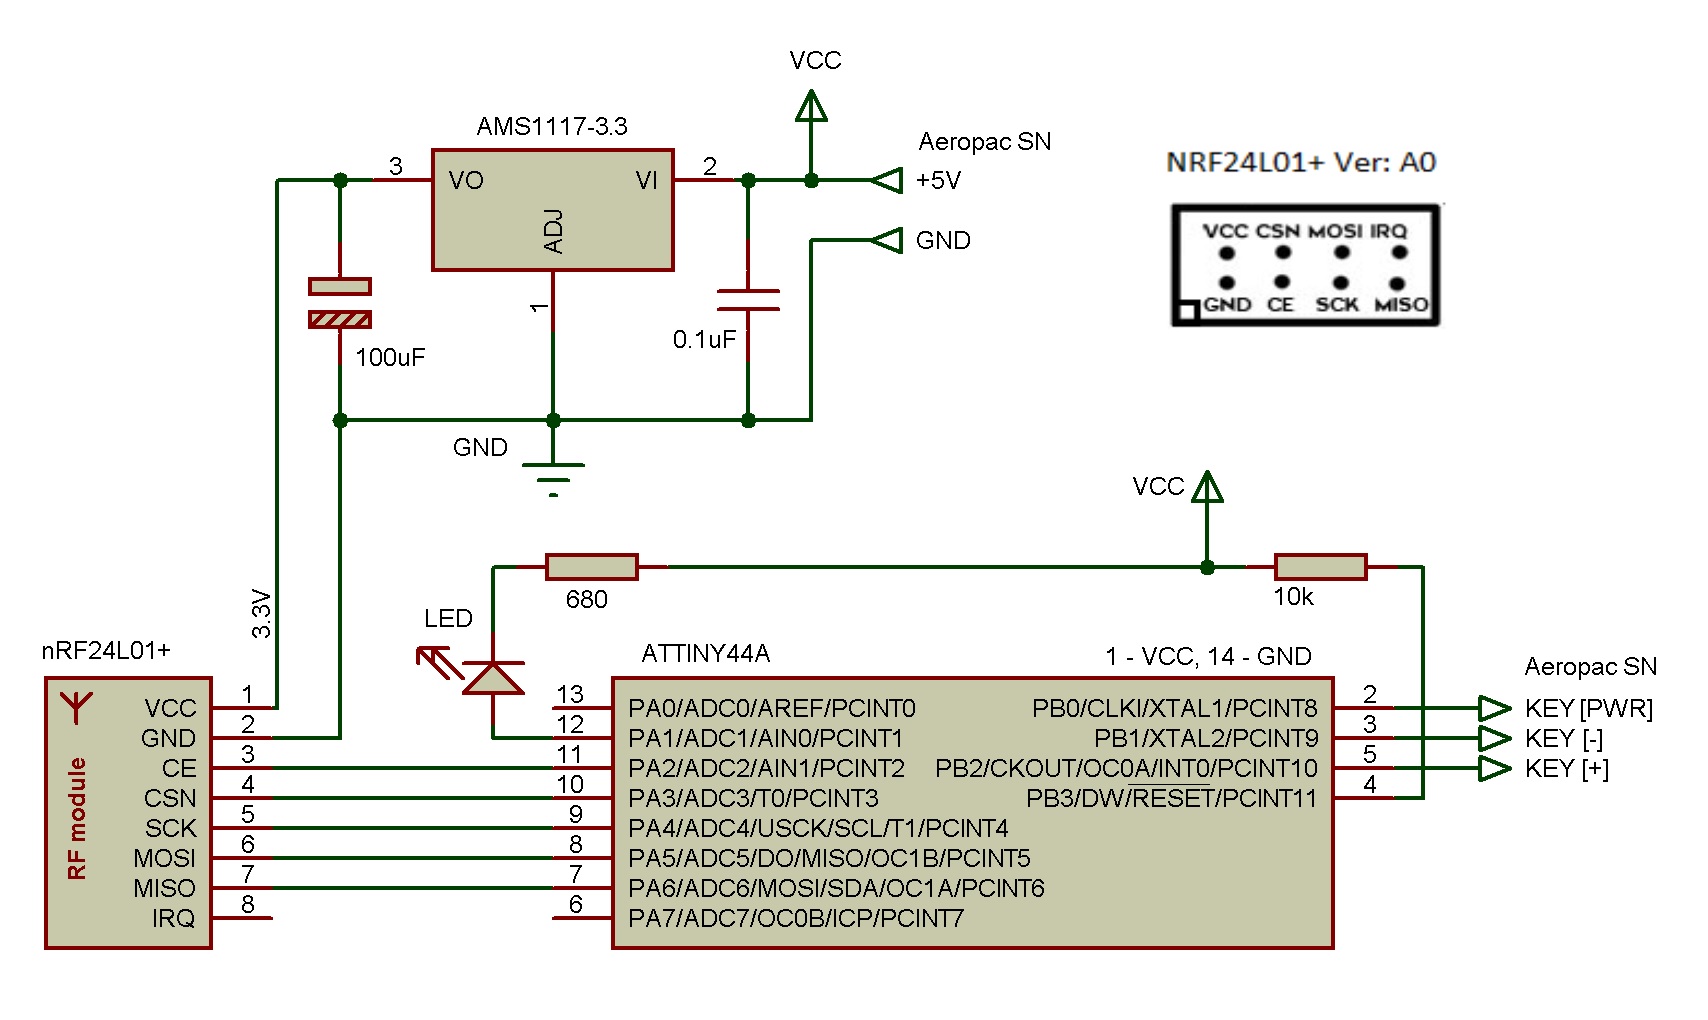 VCC
AMS1117-3.3
Aeropac SN
3
VO
VI
2
+5V
ADJ
1
GND
100uF
0.1uF
GND
NRF24L01+ Ver: A0
VCC CSN MOSI IRQ
GND CE SCK MISO
VCC
680
10k
3.3V
LED
nRF24L01+
RF module
VCC 1
GND 2
CE 3
CSN 4
SCK 5
MOSI 6
MISO 7
IRQ 8
ATTINY44A
1 - VCC, 14 - GND
13 PA0/ADC0/AREF/PCINT0
12 PA1/ADC1/AIN0/PCINT1
11 PA2/ADC2/AIN1/PCINT2
10 PA3/ADC3/T0/PCINT3
9 PA4/ADC4/USCK/SCL/T1/PCINT4
8 PA5/ADC5/DO/MISO/OC1B/PCINT5
7 PA6/ADC6/MOSI/SDA/OC1A/PCINT6
6 PA7/ADC7/OC0B/ICP/PCINT7
PB0/CLKI/XTAL1/PCINT8 2
PB1/XTAL2/PCINT9 3
PB2/CKOUT/OC0A/INT0/PCINT10 5
PB3/DW/RESET/PCINT11 4
Aeropac SN
KEY [PWR]
KEY [-]
KEY [+]